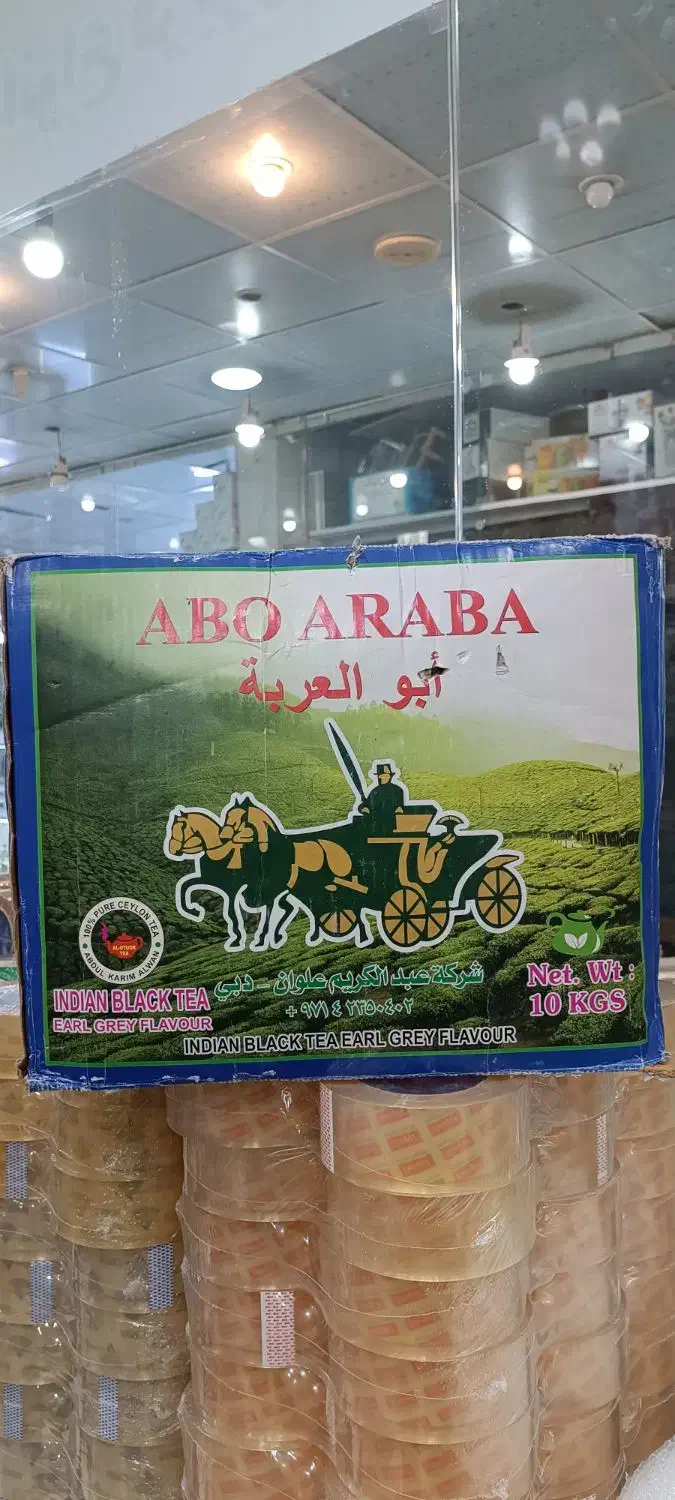 ABO ARABA
أبو العربة
100% PURE CEYLON TEA
AL-OTUOR
TEA
ABDUL KARIM ALWAN
INDIAN BLACK TEA
EARL GREY FLAVOUR
شركة عبد الكريم علوان - دبي
+ ٩٧١ ٤ ٢٢٥٠٤٠٢
Net. Wt :
10 KGS
INDIAN BLACK TEA EARL GREY FLAVOUR